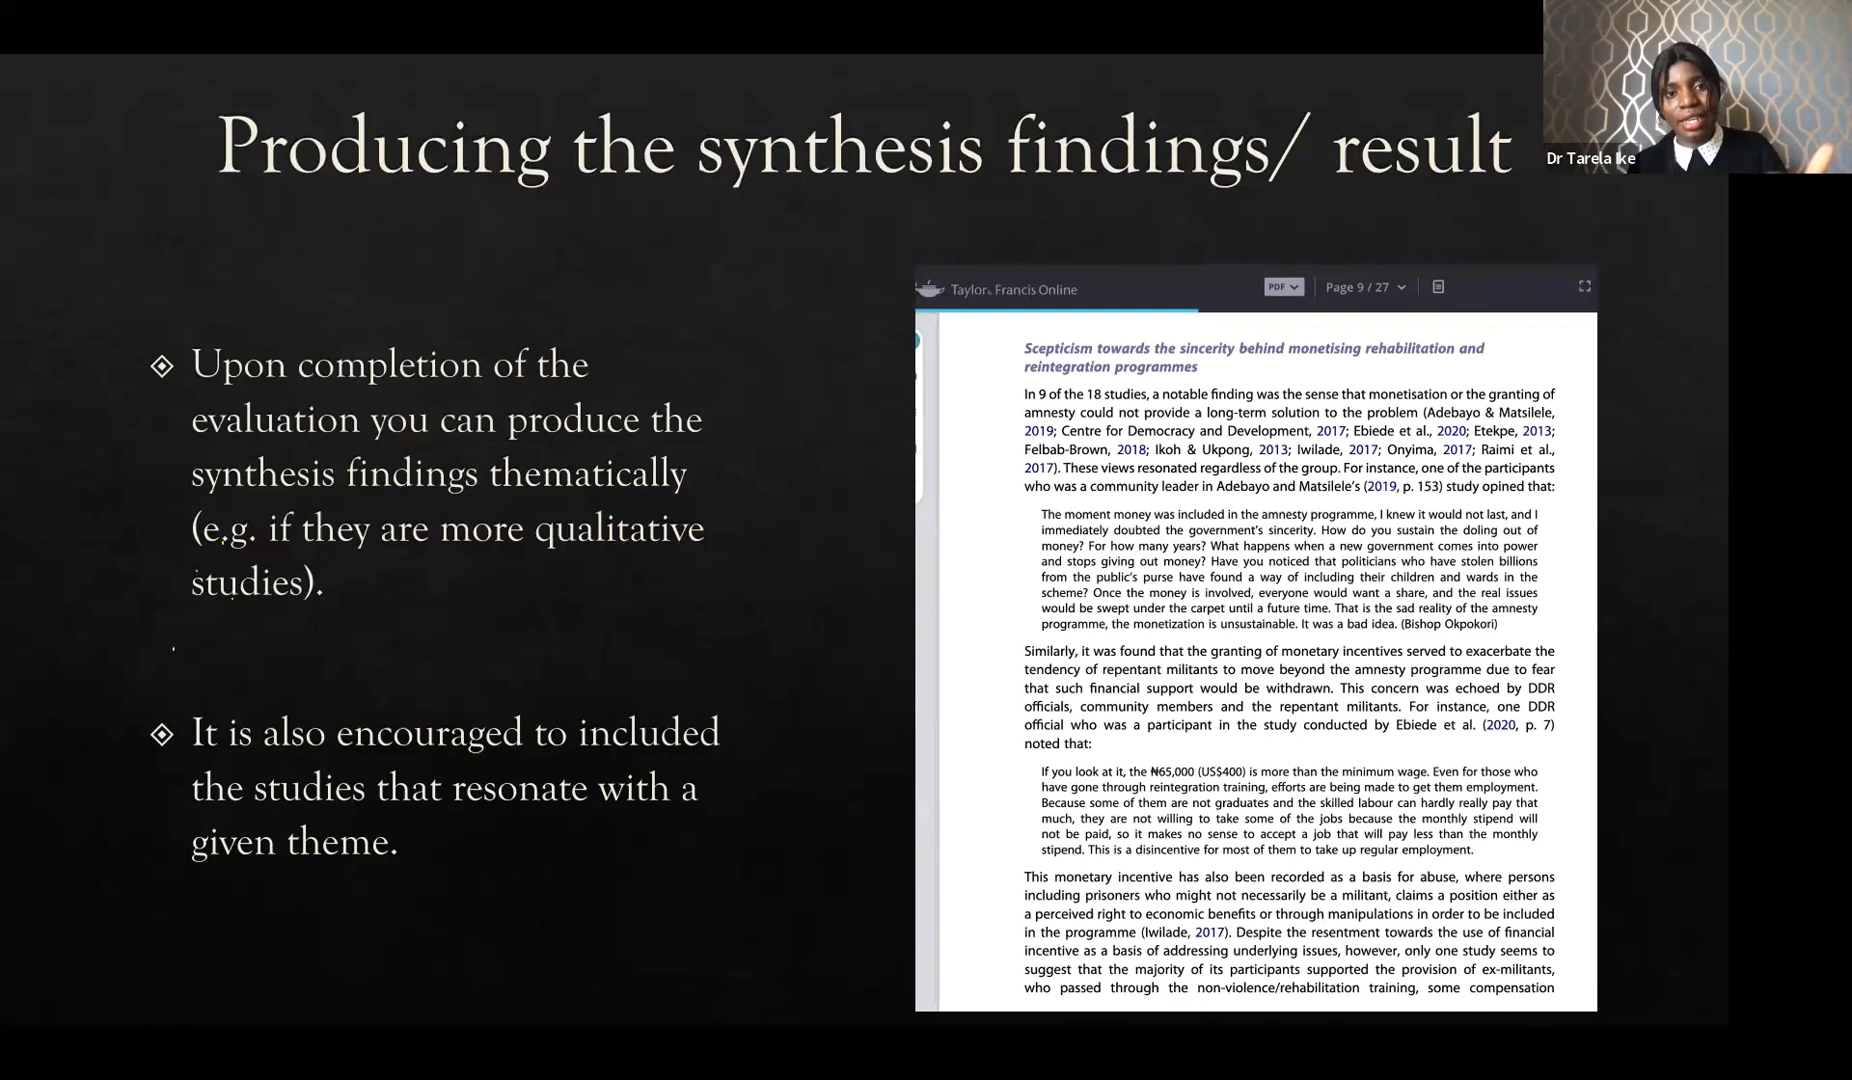 Producing the synthesis findings/ result
Dr Tarela Ike
Upon completion of the
evaluation you can produce the
synthesis findings thematically
(e.g. if they are more qualitative
studies).
It is also encouraged to included
the studies that resonate with a
given theme.
Taylor & Francis Online
PDF
Page 9 / 27
Scepticism towards the sincerity behind monetising rehabilitation and
reintegration programmes
In 9 of the 18 studies, a notable finding was the sense that monetisation or the granting of
amnesty could not provide a long-term solution to the problem (Adebayo & Matsilele,
2019; Centre for Democracy and Development, 2017; Ebiede et al., 2020; Etekpe, 2013;
Felbab-Brown, 2018; Ikoh & Ukpong, 2013; Iwilade, 2017; Onyima, 2017; Raimi et al.,
2017). These views resonated regardless of the group. For instance, one of the participants
who was a community leader in Adebayo and Matsilele's (2019, p. 153) study opined that:
The moment money was included in the amnesty programme, I knew it would not last, and I
immediately doubted the government's sincerity. How do you sustain the doling out of
money? For how many years? What happens when a new government comes into power
and stops giving out money? Have you noticed that politicians who have stolen billions
from the public's purse have found a way of including their children and wards in the
scheme? Once the money is involved, everyone would want a share, and the real issues
would be swept under the carpet until a future time. That is the sad reality of the amnesty
programme, the monetization is unsustainable. It was a bad idea. (Bishop Okpokori)
Similarly, it was found that the granting of monetary incentives served to exacerbate the
tendency of repentant militants to move beyond the amnesty programme due to fear
that such financial support would be withdrawn. This concern was echoed by DDR
officials, community members and the repentant militants. For instance, one DDR
official who was a participant in the study conducted by Ebiede et al. (2020, p. 7)
noted that:
If you look at it, the ₦65,000 (US$400) is more than the minimum wage. Even for those who
have gone through reintegration training, efforts are being made to get them employment.
Because some of them are not graduates and the skilled labour can hardly really pay that
much, they are not willing to take some of the jobs because the monthly stipend will
not be paid, so it makes no sense to accept a job that will pay less than the monthly
stipend. This is a disincentive for most of them to take up regular employment.
This monetary incentive has also been recorded as a basis for abuse, where persons
including prisoners who might not necessarily be a militant, claims a position either as
a perceived right to economic benefits or through manipulations in order to be included
in the programme (Iwilade, 2017). Despite the resentment towards the use of financial
incentive as a basis of addressing underlying issues, however, only one study seems to
suggest that the majority of its participants supported the provision of ex-militants,
who passed through the non-violence/rehabilitation training, some compensation